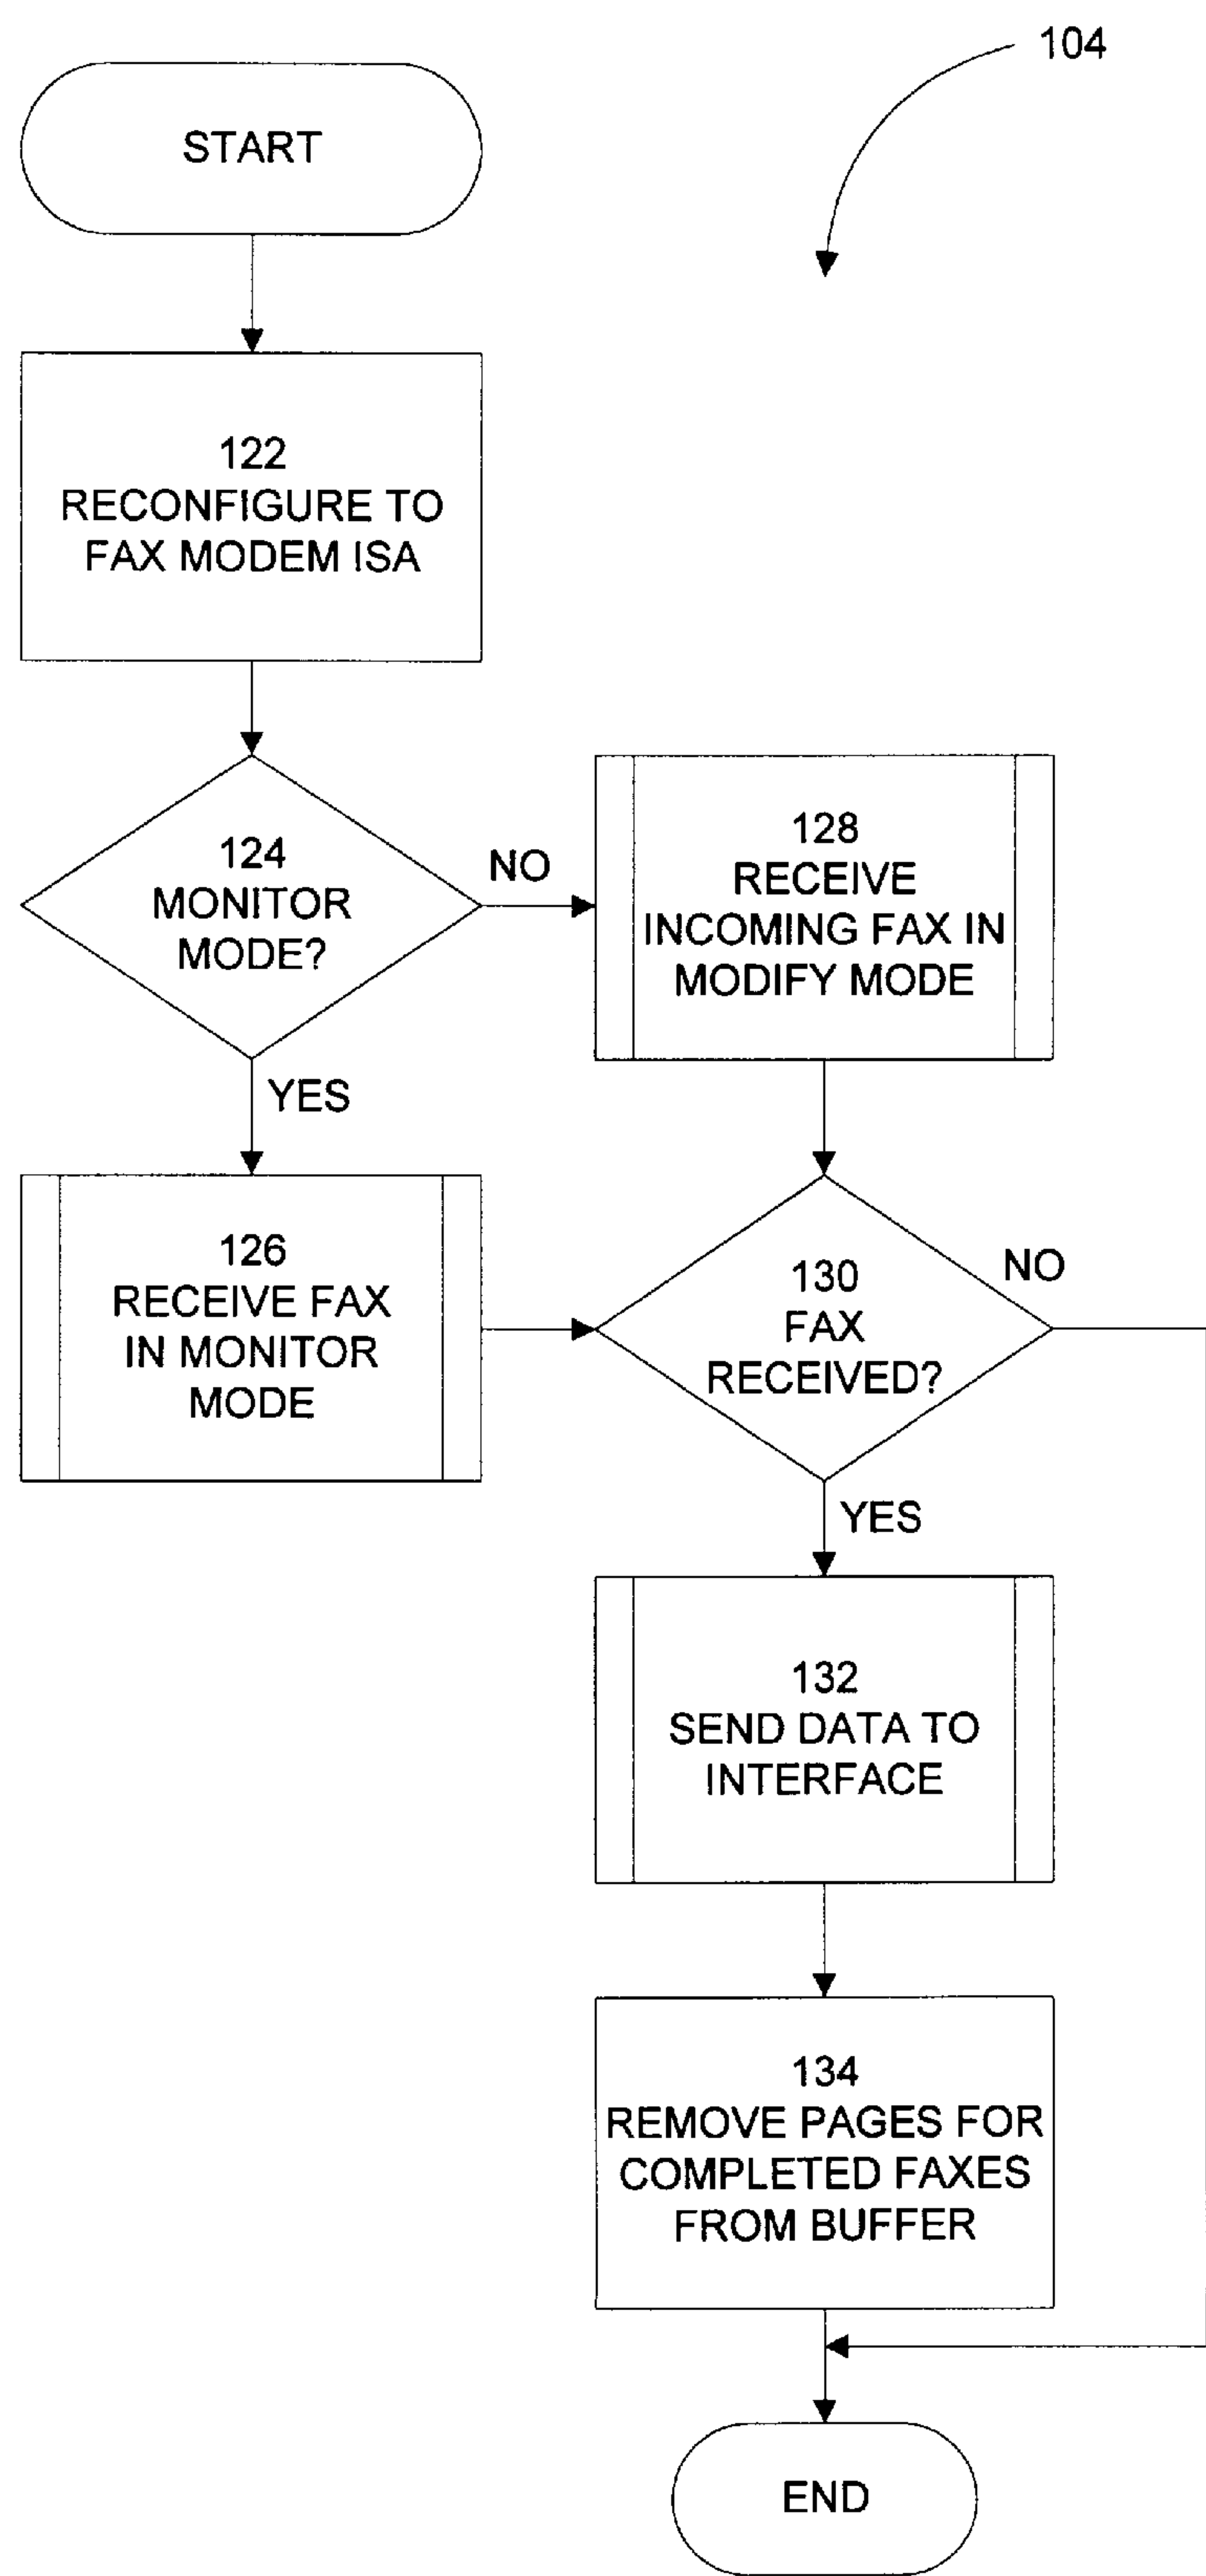 104
START
122
RECONFIGURE TO
FAX MODEM ISA
124
MONITOR
MODE?
NO
128
RECEIVE
INCOMING FAX IN
MODIFY MODE
YES
126
RECEIVE FAX
IN MONITOR
MODE
130
FAX
RECEIVED?
NO
YES
132
SEND DATA TO
INTERFACE
134
REMOVE PAGES FOR
COMPLETED FAXES
FROM BUFFER
END